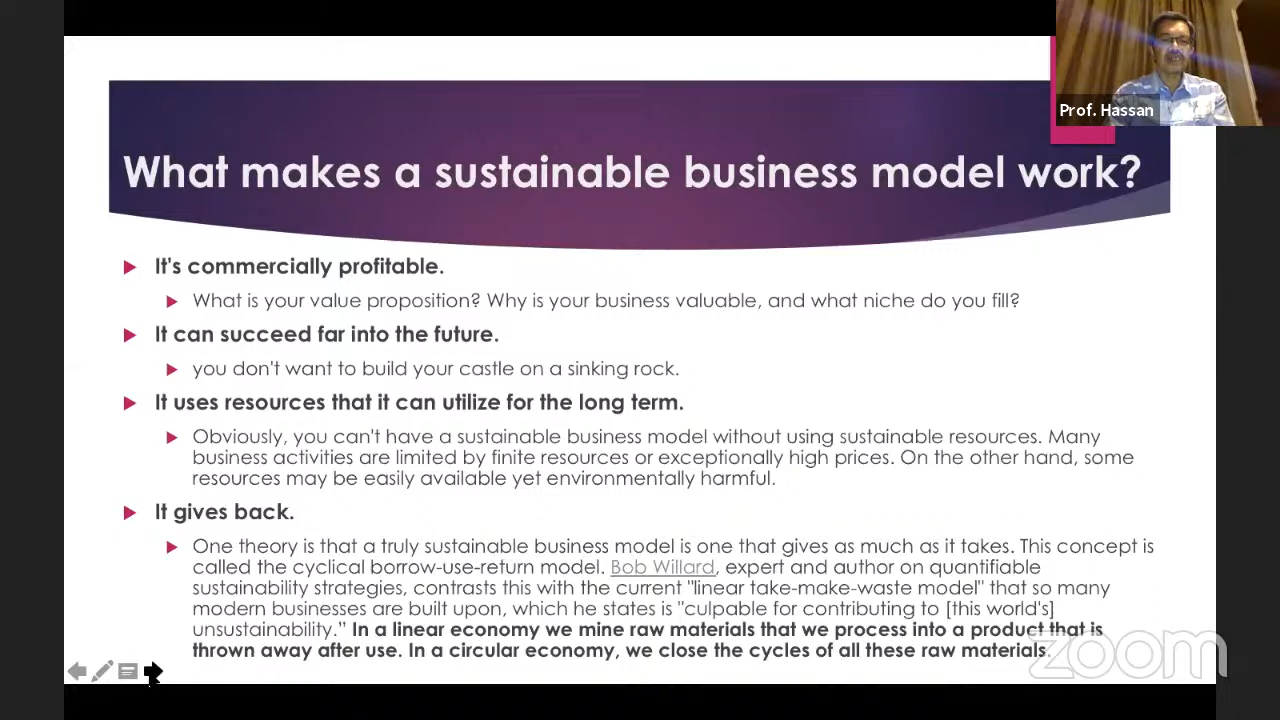 Prof. Hassan
What makes a sustainable business model work?
It's commercially profitable.
What is your value proposition? Why is your business valuable, and what niche do you fill?
It can succeed far into the future.
you don't want to build your castle on a sinking rock.
It uses resources that it can utilize for the long term.
Obviously, you can't have a sustainable business model without using sustainable resources. Many
business activities are limited by finite resources or exceptionally high prices. On the other hand, some
resources may be easily available yet environmentally harmful.
It gives back.
One theory is that a truly sustainable business model is one that gives as much as it takes. This concept is
called the cyclical borrow-use-return model. Bob Willard, expert and author on quantifiable
sustainability strategies, contrasts this with the current "linear take-make-waste model" that so many
modern businesses are built upon, which he states is "culpable for contributing to [this world's]
unsustainability.” In a linear economy we mine raw materials that we process into a product that is
thrown away after use. In a circular economy, we close the cycles of all these raw materials.
zoom